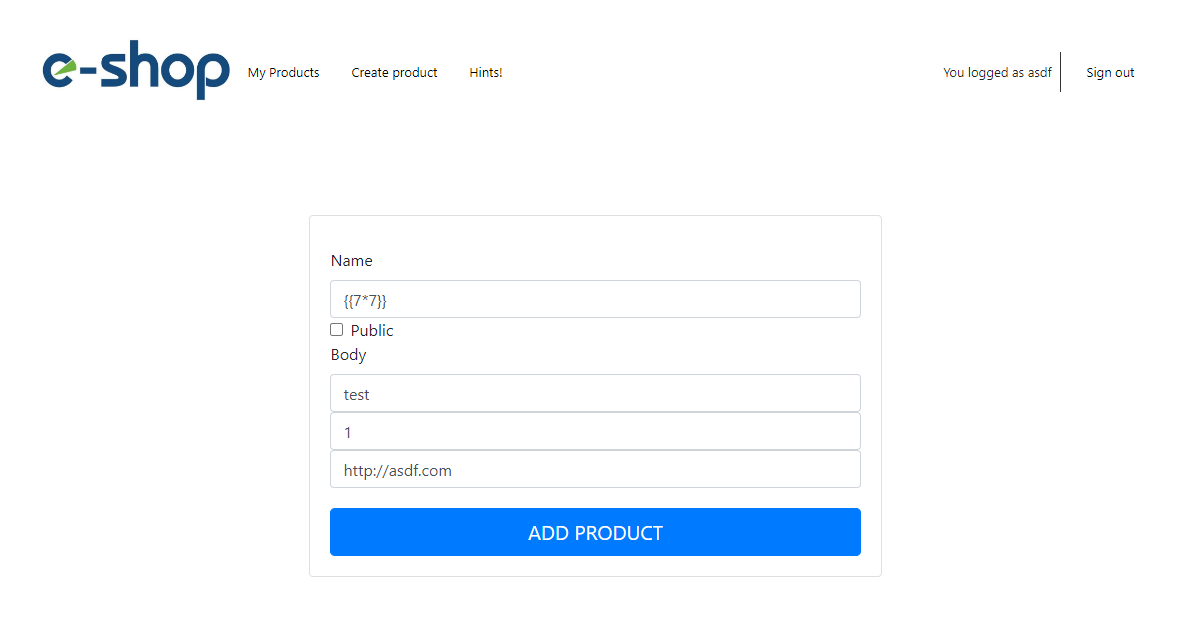 e-shop My Products Create product Hints! You logged as asdf Sign out
Name
{{7*7}}
Public
Body
test
1
http://asdf.com
ADD PRODUCT